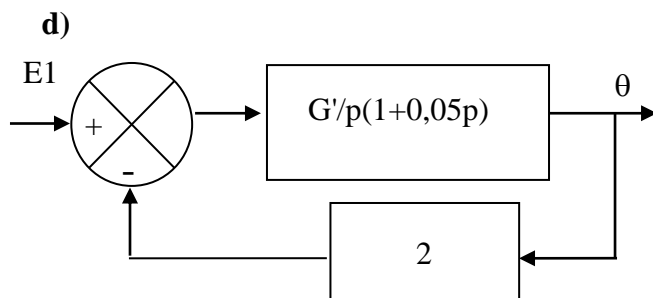 d)
E1
G'/p(1+0,05p)
θ
+
-
2